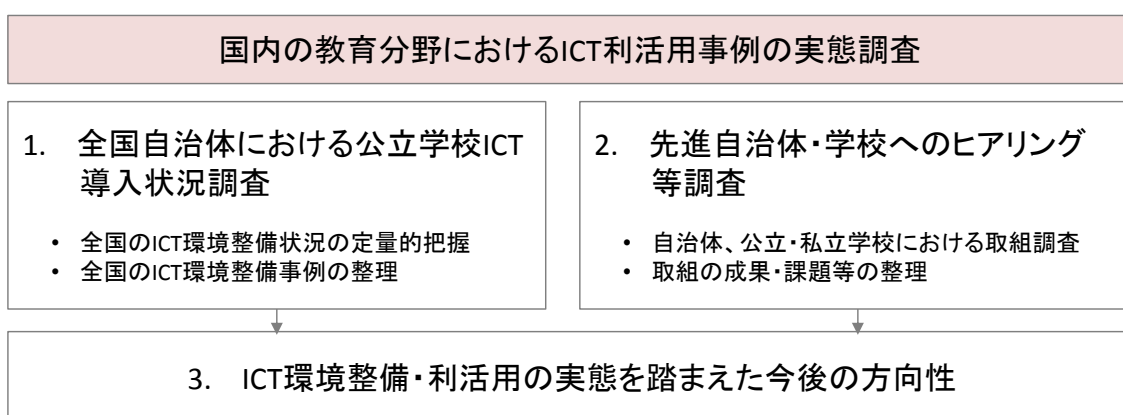 国内の教育分野におけるICT利活用事例の実態調査
1. 全国自治体における公立学校ICT
導入状況調査
• 全国のICT環境整備状況の定量的把握
• 全国のICT環境整備事例の整理
2. 先進自治体・学校へのヒアリング
等調査
• 自治体、公立・私立学校における取組調査
• 取組の成果・課題等の整理
3. ICT環境整備・利活用の実態を踏まえた今後の方向性